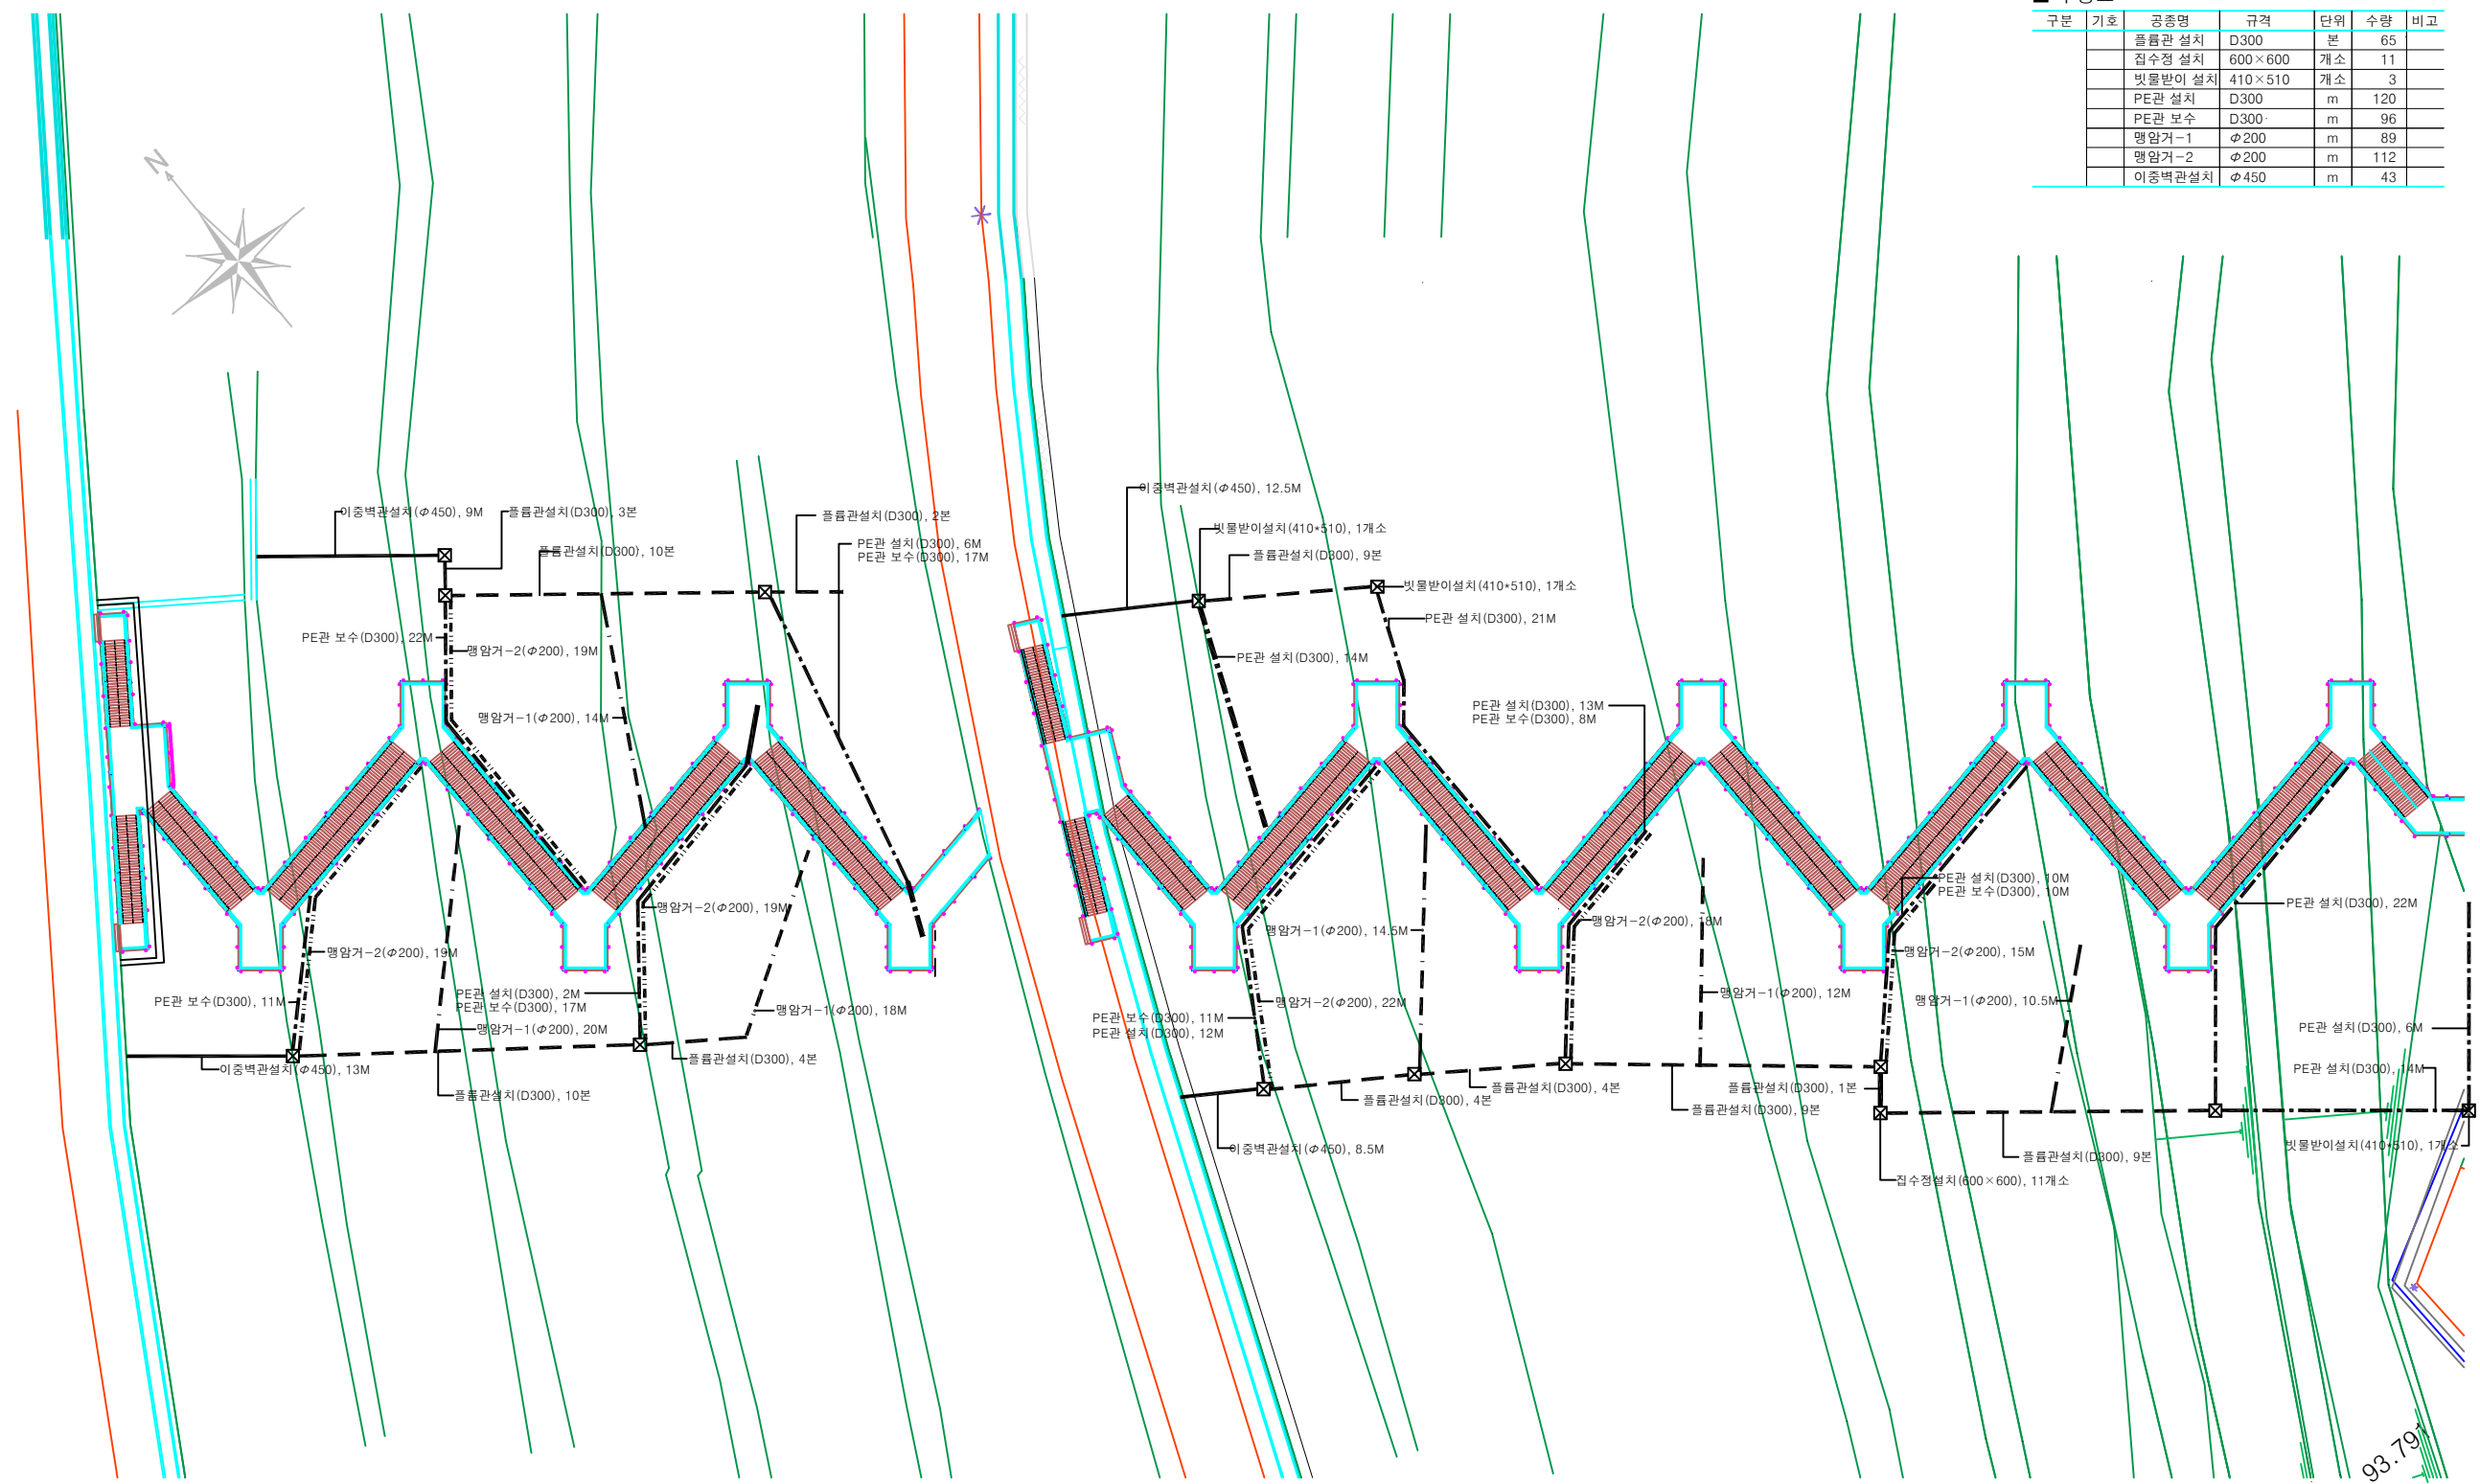 구분 기호 공종명 규격 단위 수량 비고
플륨관 설치 D300 본 65
집수정 설치 600×600 개소 11
빗물받이 설치 410×510 개소 3
PE관 설치 D300 m 120
PE관 보수 D300 m 96
맹암거-1 Φ200 m 89
맹암거-2 Φ200 m 112
이중벽관설치 Φ450 m 43
N
이중벽관설치(Φ450), 9M
플륨관설치(D300), 3본
플륨관설치(D300), 10본
플륨관설치(D300), 2본
PE관 설치(D300), 6M
PE관 보수(D300), 17M
PE관 보수(D300), 22M
맹암거-2(Φ200), 19M
맹암거-1(Φ200), 14M
맹암거-2(Φ200), 19M
맹암거-2(Φ200), 19M
PE관 보수(D300), 11M
PE관 설치(D300), 2M
PE관 보수(D300), 17M
맹암거-1(Φ200), 20M
맹암거-1(Φ200), 18M
이중벽관설치(Φ450), 13M
플륨관설치(D300), 10본
플륨관설치(D300), 4본
이중벽관설치(Φ450), 12.5M
빗물받이설치(410*510), 1개소
플륨관설치(D300), 9본
빗물받이설치(410*510), 1개소
PE관 설치(D300), 21M
PE관 설치(D300), 14M
PE관 설치(D300), 13M
PE관 보수(D300), 8M
PE관 설치(D300), 10M
PE관 보수(D300), 10M
PE관 설치(D300), 22M
맹암거-1(Φ200), 14.5M
맹암거-2(Φ200), 18M
맹암거-2(Φ200), 15M
맹암거-2(Φ200), 22M
맹암거-1(Φ200), 12M
맹암거-1(Φ200), 10.5M
PE관 보수(D300), 11M
PE관 설치(D300), 12M
PE관 설치(D300), 6M
PE관 설치(D300), 14M
플륨관설치(D300), 4본
플륨관설치(D300), 4본
플륨관설치(D300), 1본
플륨관설치(D300), 9본
이중벽관설치(Φ450), 8.5M
플륨관설치(D300), 9본
빗물받이설치(410*510), 1개소
집수정설치(600×600), 11개소
93.79